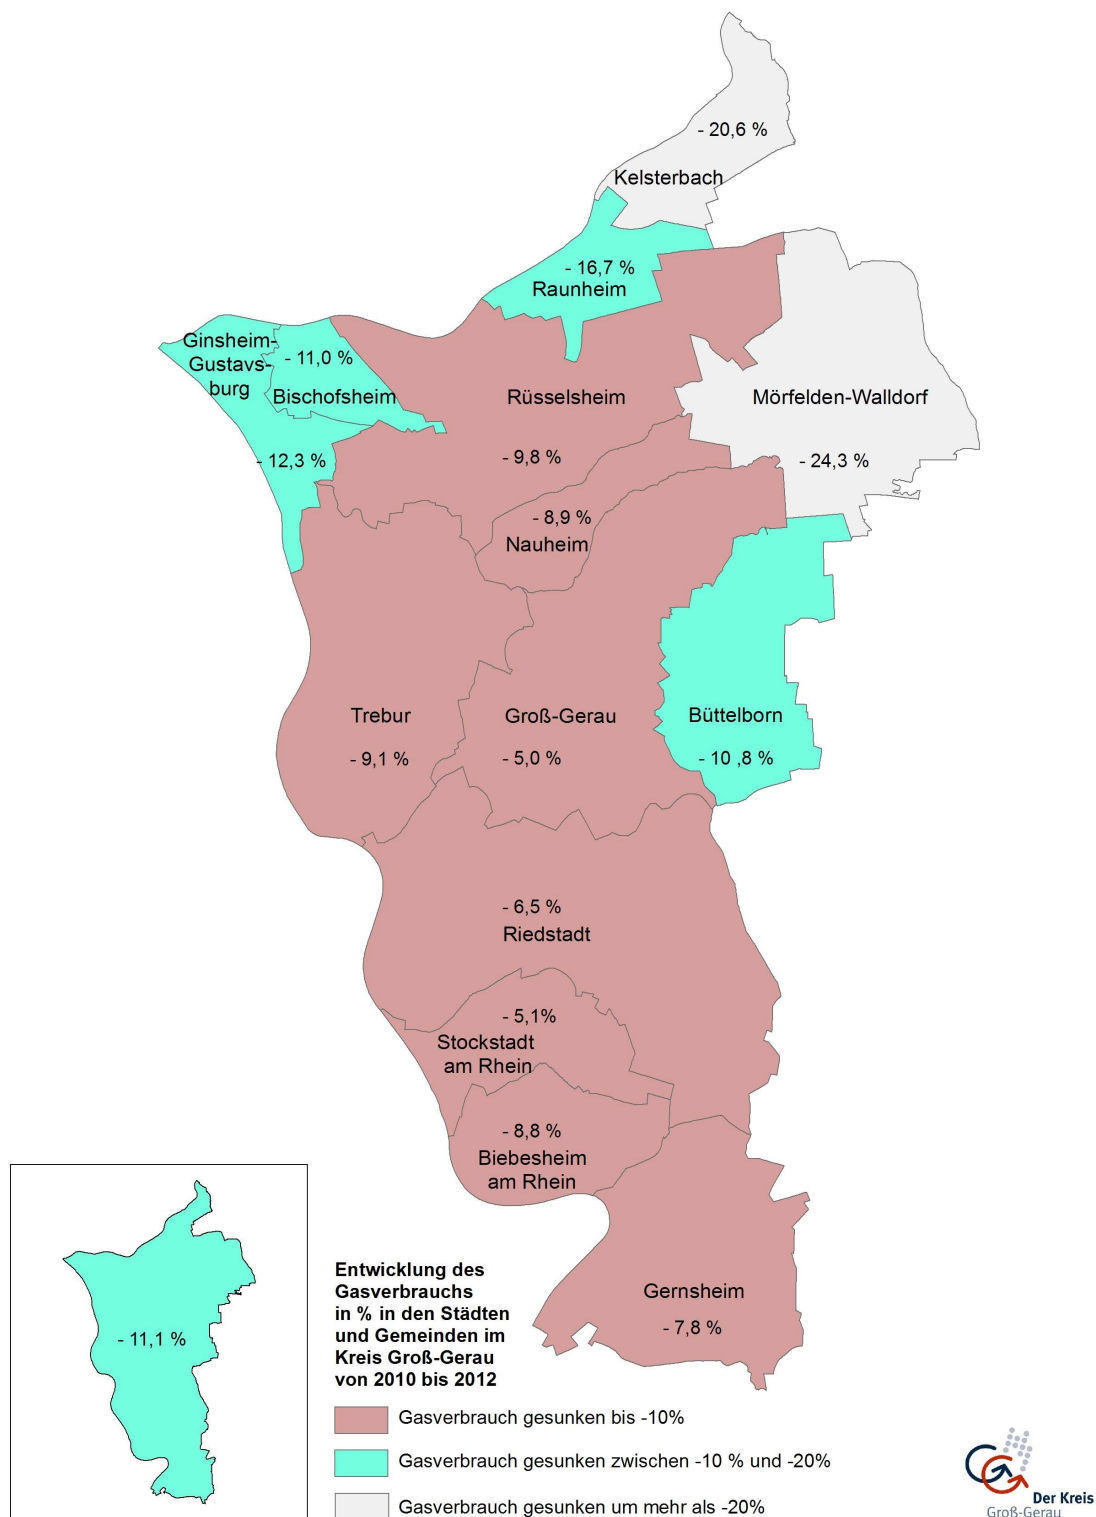 - 20,6 %
Kelsterbach
- 16,7 %
Raunheim
Ginsheim-
Gustavs-
burg
- 11,0 %
Bischofsheim
- 12,3 %
Rüsselsheim
- 9,8 %
Mörfelden-Walldorf
- 24,3 %
- 8,9 %
Nauheim
Trebur
- 9,1 %
Groß-Gerau
- 5,0 %
Büttelborn
- 10 ,8 %
- 6,5 %
Riedstadt
- 5,1%
Stockstadt
am Rhein
- 8,8 %
Biebesheim
am Rhein
Gernsheim
- 7,8 %
- 11,1 %
Entwicklung des
Gasverbrauchs
in % in den Städten
und Gemeinden im
Kreis Groß-Gerau
von 2010 bis 2012
Gasverbrauch gesunken bis -10%
Gasverbrauch gesunken zwischen -10 % und -20%
Gasverbrauch gesunken um mehr als -20%
Der Kreis
Groß-Gerau